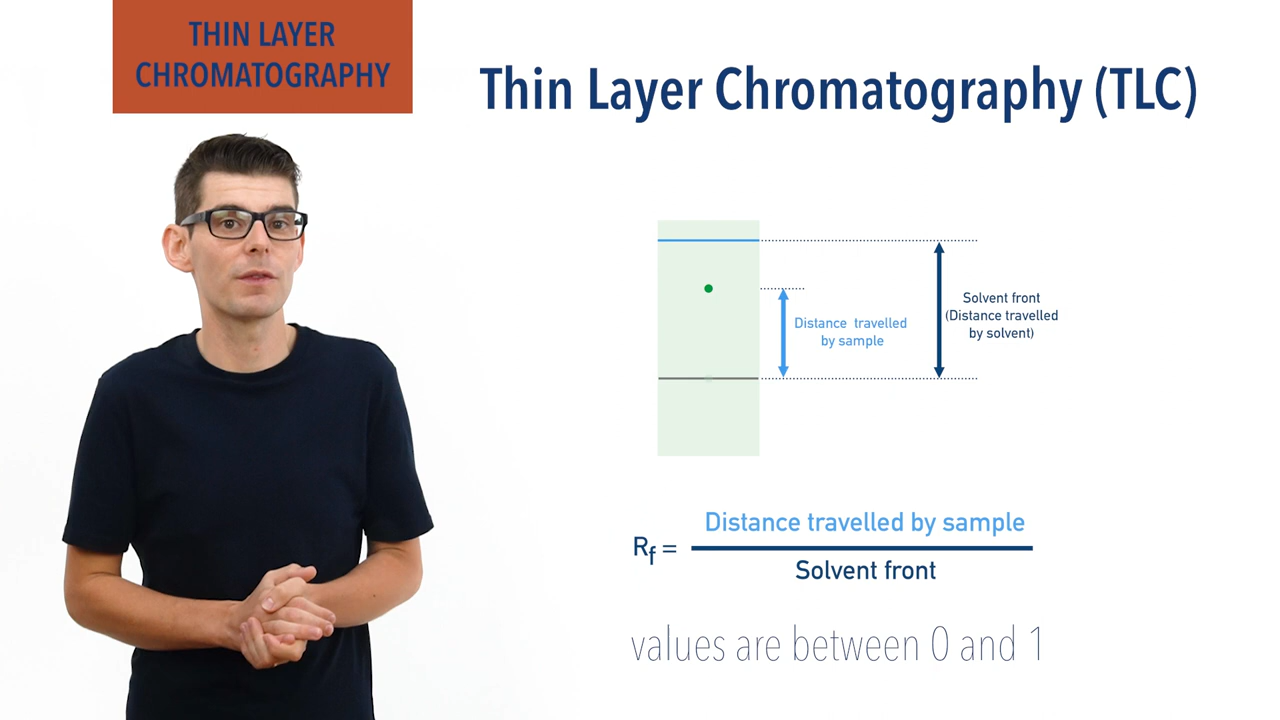 THIN LAYER
CHROMATOGRAPHY
Thin Layer Chromatography (TLC)
Distance travelled
by sample
Solvent front
(Distance travelled
by solvent)
Rf = Distance travelled by sample
Solvent front
values are between 0 and 1